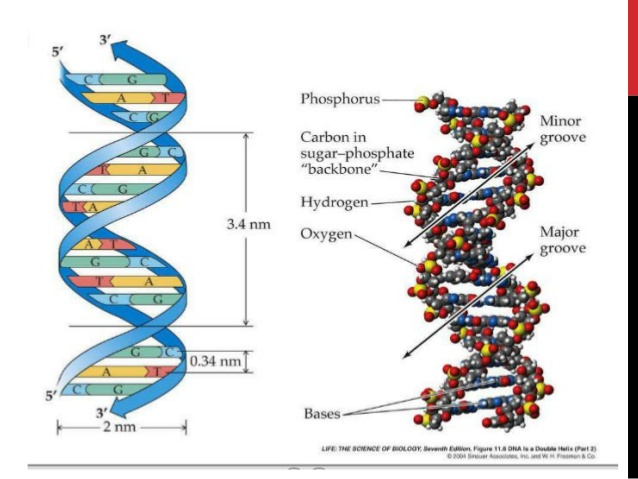 5′
3′
C G
A T
C G
G C
T A
C G
T A
A T
G C
T A
C G
G C
A T
C G
5′
3′
3.4 nm
0.34 nm
2 nm
Phosphorus
Carbon in
sugar–phosphate
“backbone”
Hydrogen
Oxygen
Bases
Minor
groove
Major
groove
LIFE: THE SCIENCE OF BIOLOGY, Seventh Edition, Figure 11.8 DNA Is a Double Helix (Part 2)
© 2004 Sinauer Associates, Inc. and W. H. Freeman & Co.